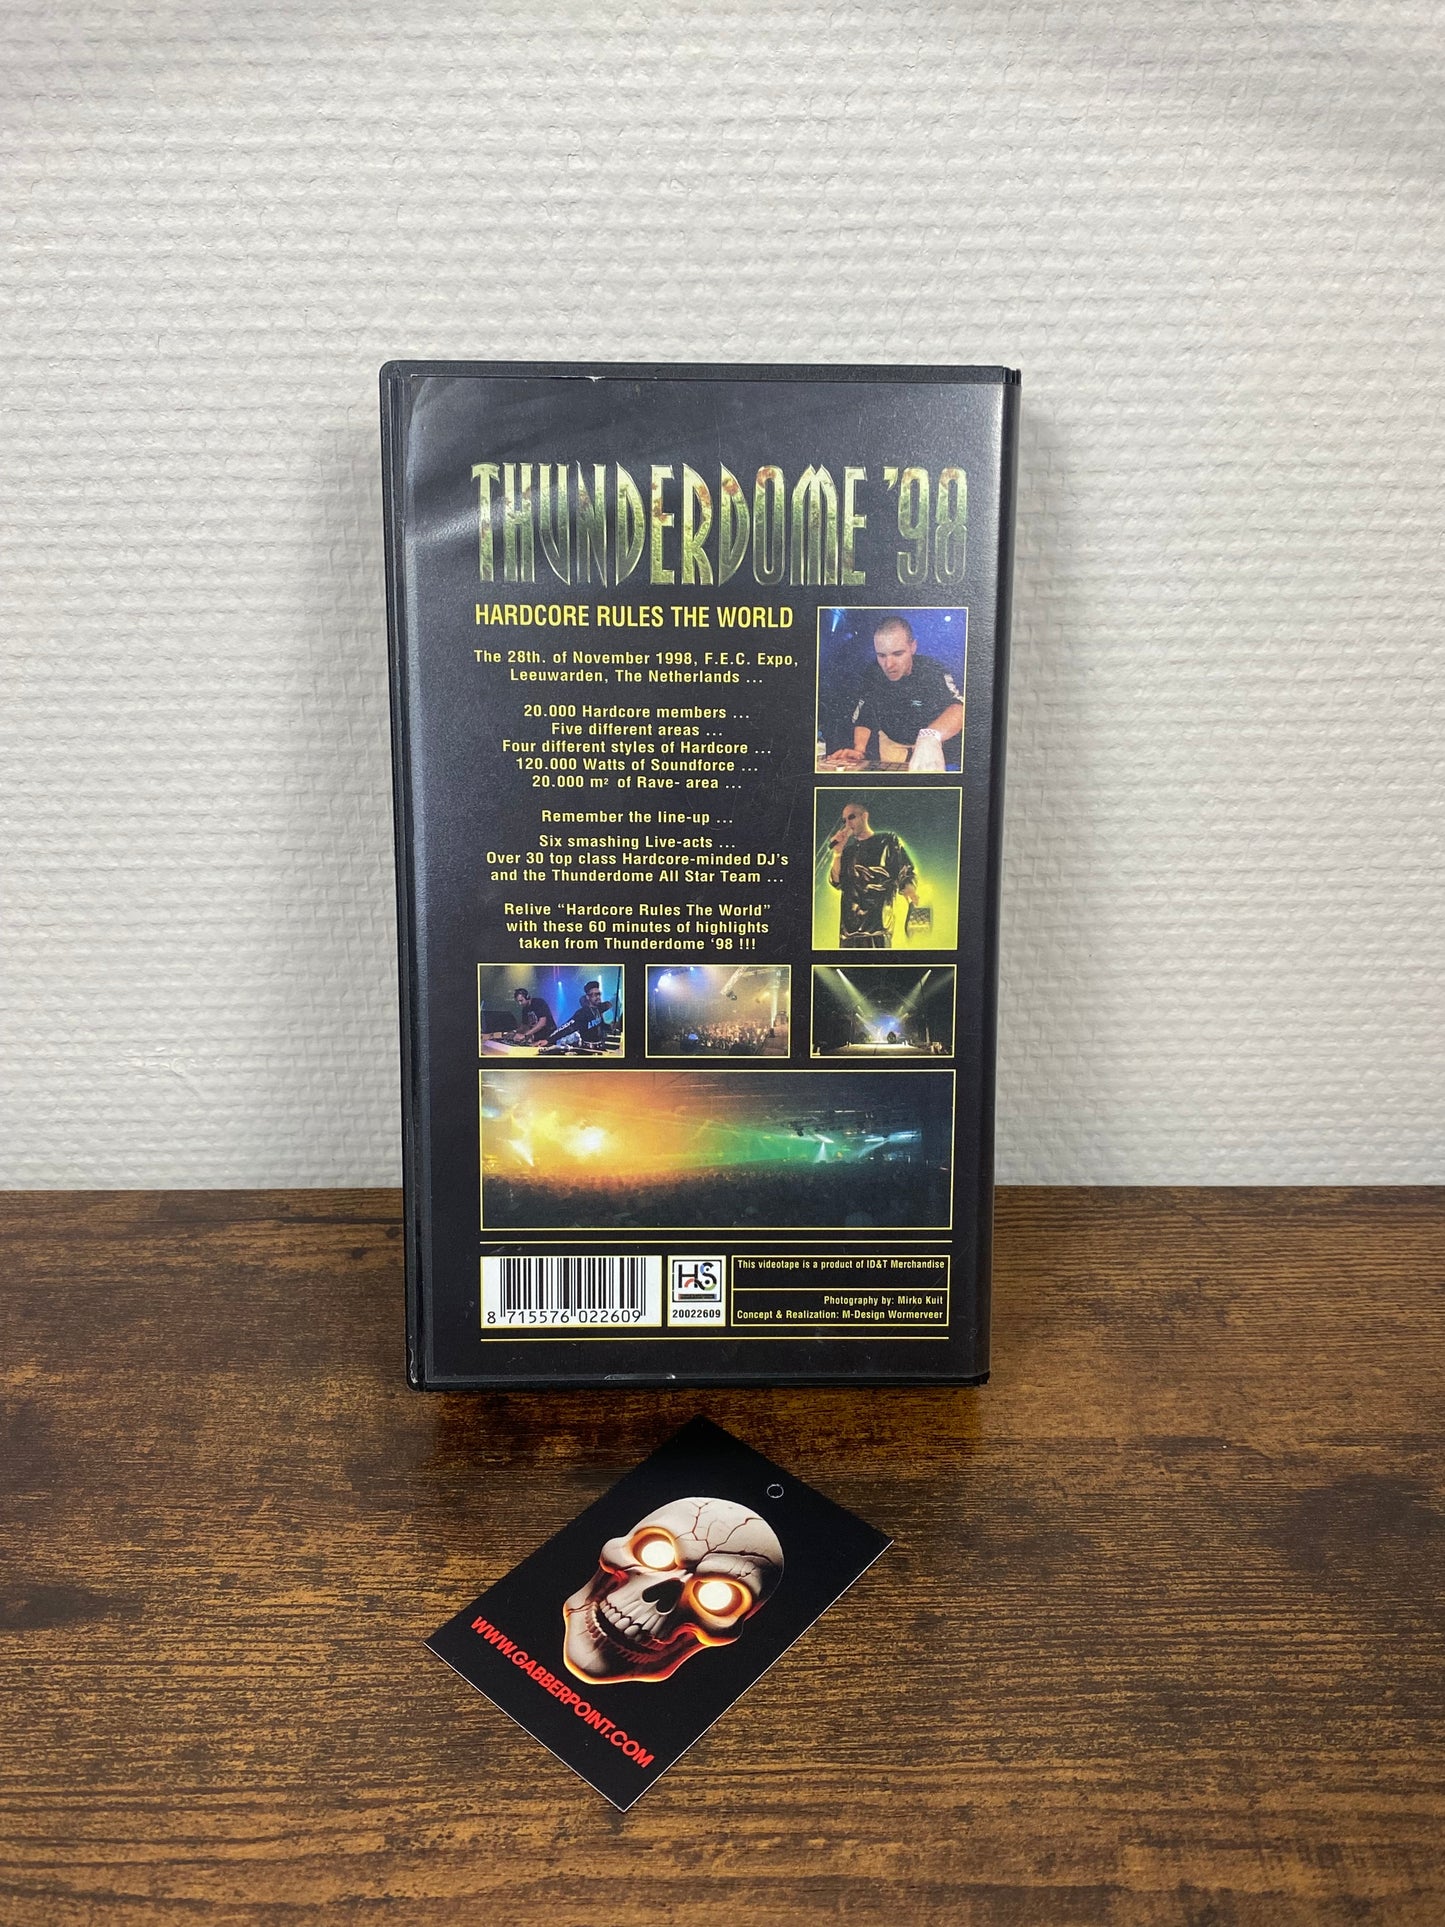 THUNDERDOME '98
HARDCORE RULES THE WORLD
The 28th. of November 1998, F.E.C. Expo,
Leeuwarden, The Netherlands ...
20.000 Hardcore members ...
Five different areas ...
Four different styles of Hardcore ...
120.000 Watts of Soundforce ...
20.000 m² of Rave- area ...
Remember the line-up ...
Six smashing Live-acts ...
Over 30 top class Hardcore-minded DJ's
and the Thunderdome All Star Team ...
Relive “Hardcore Rules The World”
with these 60 minutes of highlights
taken from Thunderdome ‘98 !!!
8 715576 022609
HS
20022609
This videotape is a product of ID&T Merchandise
Photography by: Mirko Kuit
Concept & Realization: M-Design Wormerveer
WWW.GABBERPOINT.COM